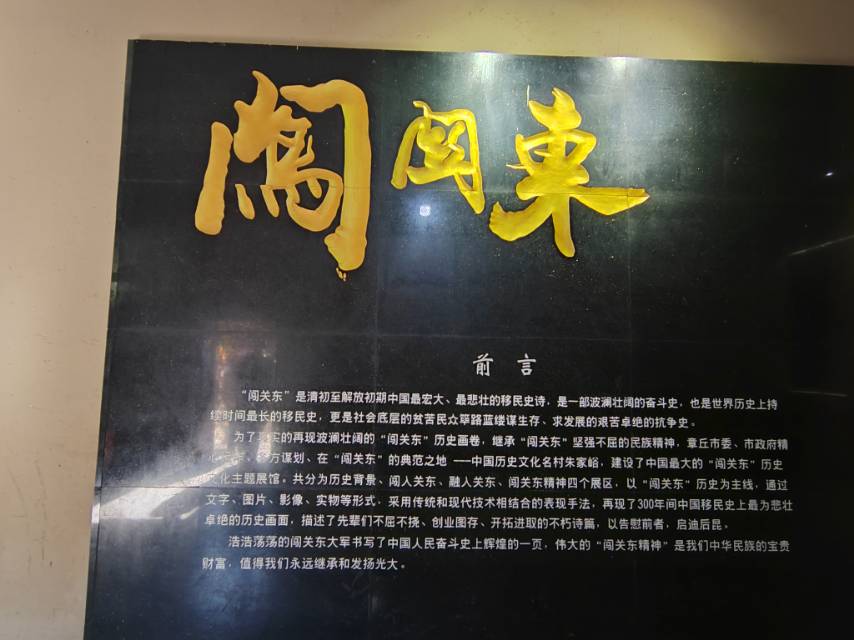 闖関東
前言
“闯关东”是清初至解放初期中国最宏大、最悲壮的移民史诗，是一部波澜壮阔的奋斗史，也是世界历史上持
续时间最长的移民史，更是社会底层的贫苦民众筚路蓝缕谋生存、求发展的艰苦卓绝的抗争史。
为了真实的再现波澜壮阔的“闯关东”历史画卷，继承“闯关东”坚强不屈的民族精神，章丘市委、市政府精
心 方谋划、在“闯关东”的典范之地——中国历史文化名村朱家峪，建设了中国最大的“闯关东”历史
文化主题展馆，共分为历史背景、闯人关东、融人关东、闯关东精神四个展区，以“闯关东”历史为主线，通过
文字、图片、影像、实物等形式，采用传统和现代技术相结合的表现手法，再现了300年间中国移民史上最为悲壮
卓绝的历史画面，描述了先辈们不屈不挠、创业图存、开拓进取的不朽诗篇，以告慰前者，启迪后昆。
浩浩荡荡的闯关东大军书写了中国人民奋斗史上辉煌的一页，伟大的“闯关东精神”是我们中华民族的宝贵
财富，值得我们永远继承和发扬光大。